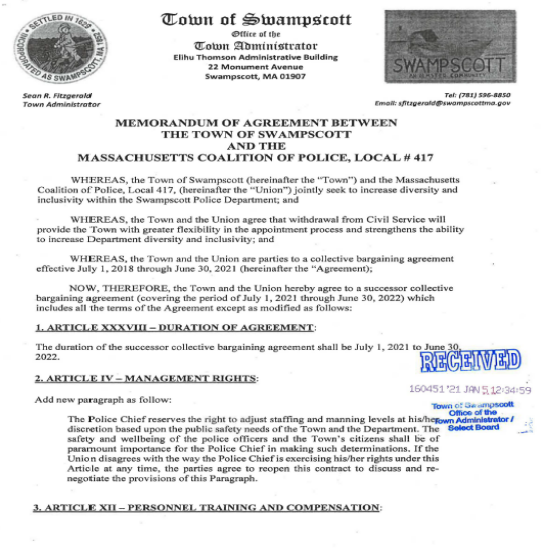 SETTLED IN 1629
INCORPORATED AS SWAMPSCOTT, MA 1852
Town of Swampscott
Office of the
Town Administrator
Elihu Thomson Administrative Building
22 Monument Avenue
Swampscott, MA 01907
SWAMPSCOTT
Sean R. Fitzgerald
Town Administrator
Tel: (781) 596-8850
Email: sfitzgerald@swampscottma.gov
MEMORANDUM OF AGREEMENT BETWEEN
THE TOWN OF SWAMPSCOTT
AND THE
MASSACHUSETTS COALITION OF POLICE, LOCAL # 417
WHEREAS, the Town of Swampscott (hereinafter the “Town”) and the Massachusetts
Coalition of Police, Local 417, (hereinafter the “Union”) jointly seek to increase diversity and
inclusivity within the Swampscott Police Department; and
WHEREAS, the Town and the Union agree that withdrawal from Civil Service will
provide the Town with greater flexibility in the appointment process and strengthens the ability
to increase Department diversity and inclusivity; and
WHEREAS, the Town and the Union are parties to a collective bargaining agreement
effective July 1, 2018 through June 30, 2021 (hereinafter the “Agreement);
NOW, THEREFORE, the Town and the Union hereby agree to a successor collective
bargaining agreement (covering the period of July 1, 2021 through June 30, 2022) which
includes all the terms of the Agreement except as modified as follows:
1. ARTICLE XXXVIII – DURATION OF AGREEMENT:
The duration of the successor collective bargaining agreement shall be July 1, 2021 to June 30,
2022.
RECEIVED
160451 '21 JAN 5 12:34:59
Town of Swampscott
Office of the
Town Administrator /
Select Board
2. ARTICLE IV – MANAGEMENT RIGHTS:
Add new paragraph as follow:
The Police Chief reserves the right to adjust staffing and manning levels at his/her
discretion based upon the public safety needs of the Town and the Department. The
safety and wellbeing of the police officers and the Town’s citizens shall be of
paramount importance for the Police Chief in making such determinations. If the
Union disagrees with the way the Police Chief is exercising his/her rights under this
Article at any time, the parties agree to reopen this contract to discuss and re-
negotiate the provisions of this Paragraph.
3. ARTICLE XII – PERSONNEL TRAINING AND COMPENSATION: